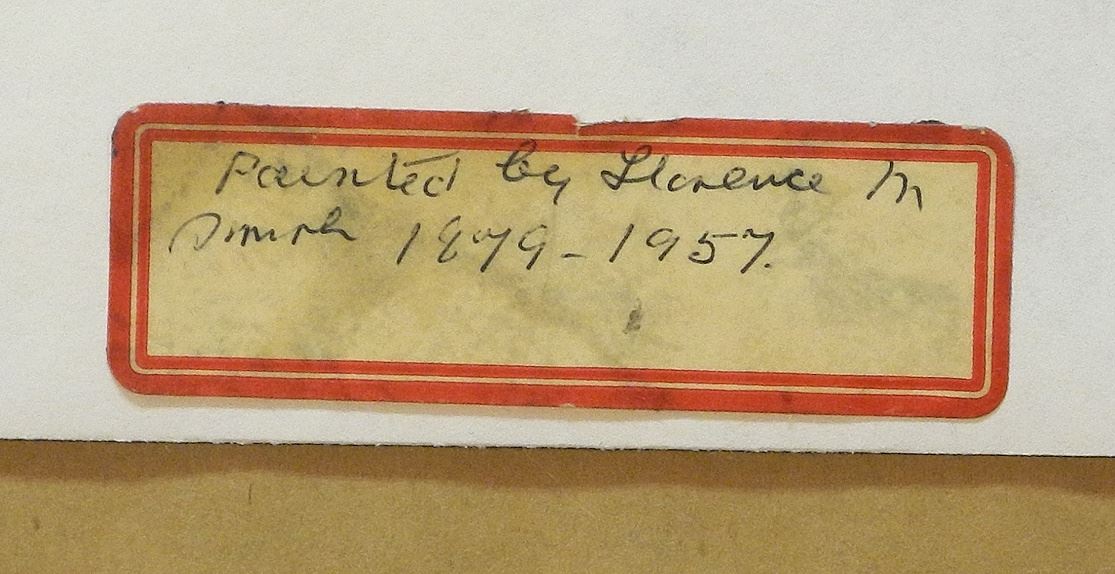 Painted by Florence M
Smith 1879-1957.